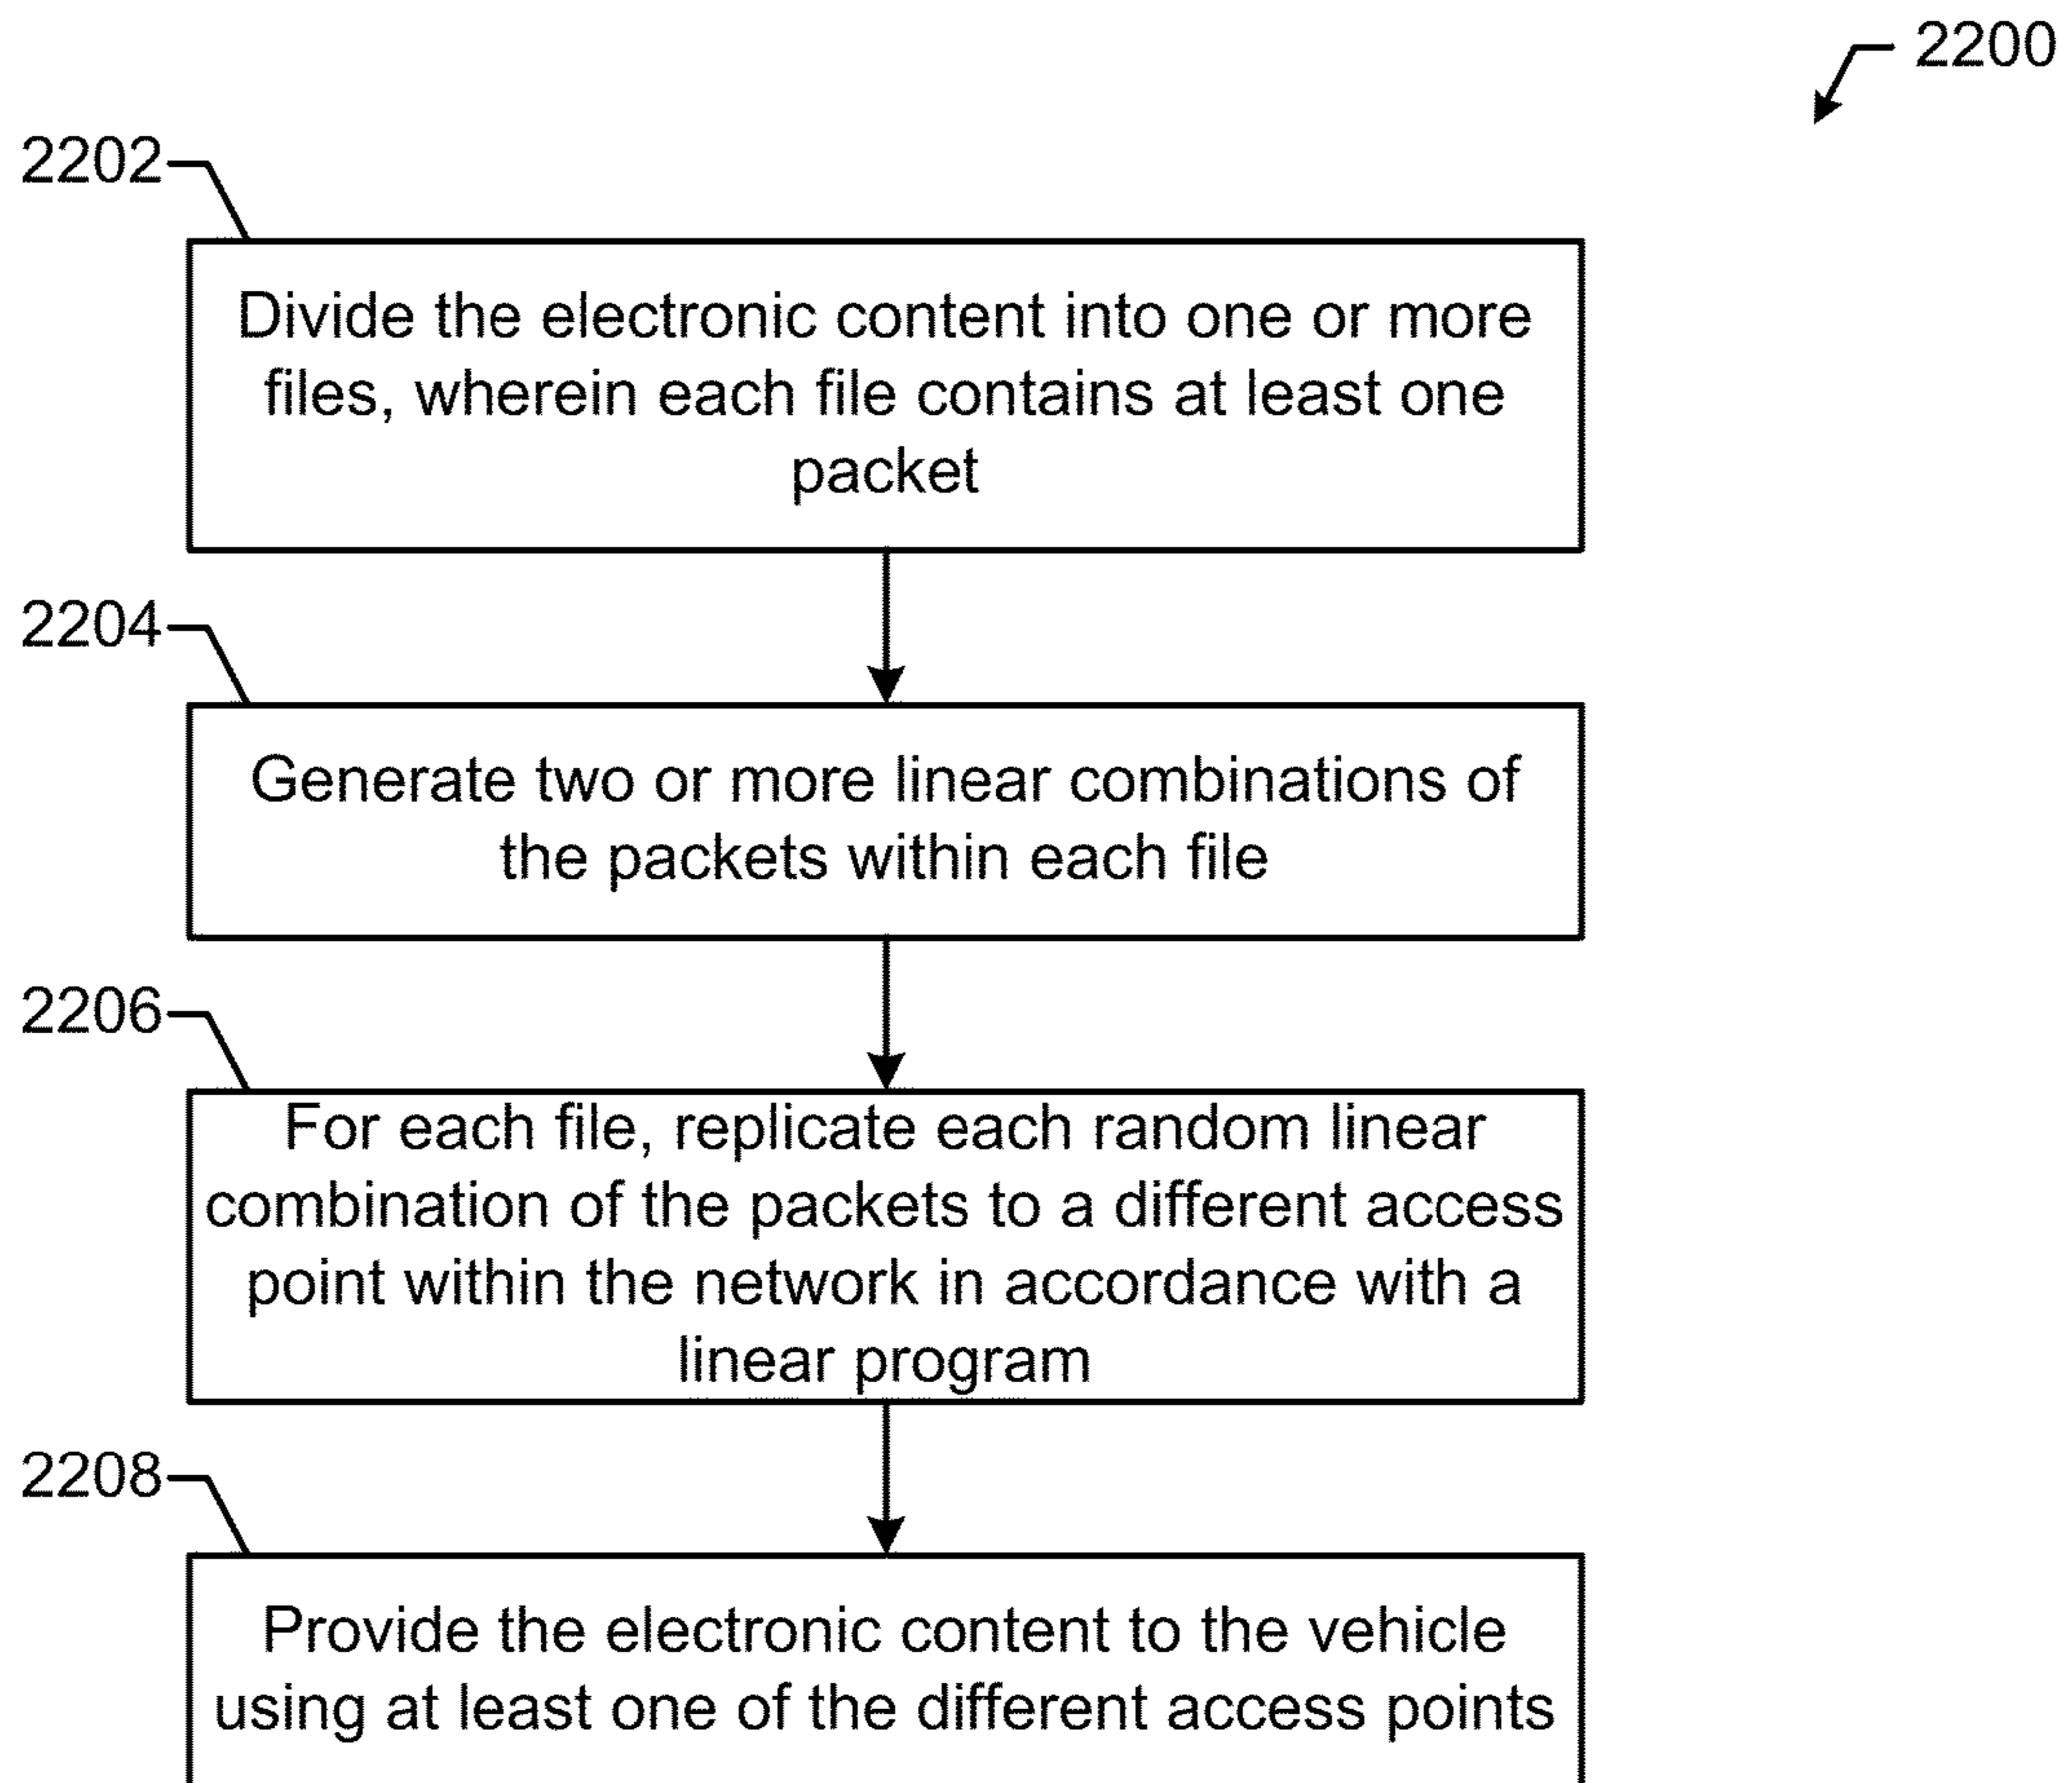 2200
2202
Divide the electronic content into one or more
files, wherein each file contains at least one
packet
2204
Generate two or more linear combinations of
the packets within each file
2206
For each file, replicate each random linear
combination of the packets to a different access
point within the network in accordance with a
linear program
2208
Provide the electronic content to the vehicle
using at least one of the different access points